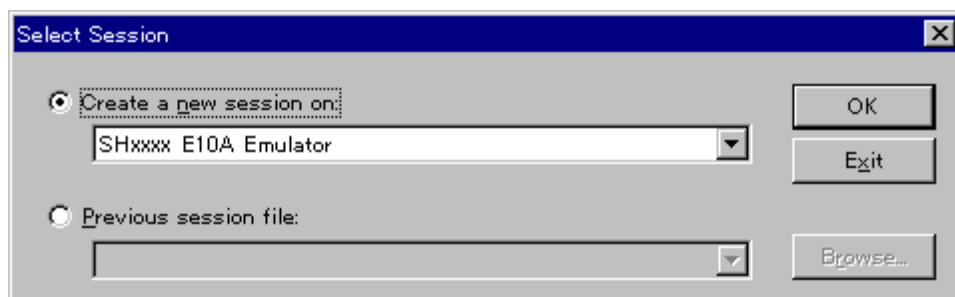 Select Session
Create a new session on:
OK
SHxxxx E10A Emulator
Exit
Previous session file:
Browse...